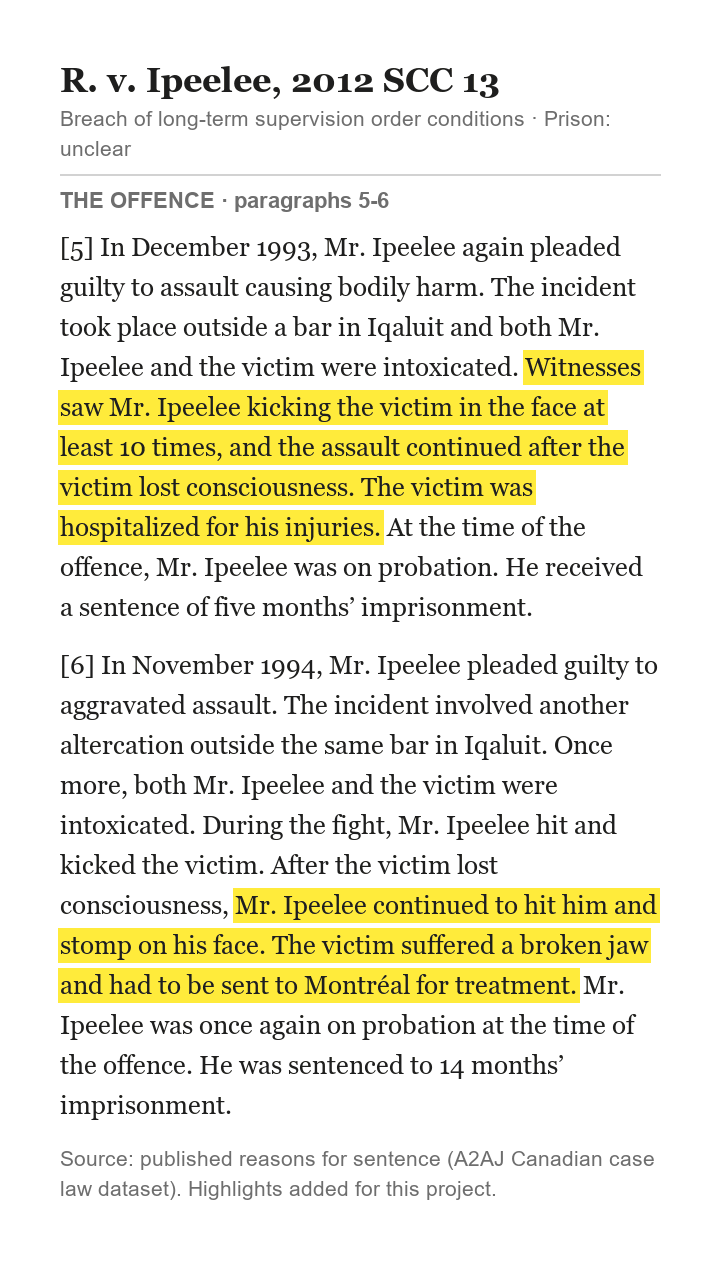 R. v. Ipeelee, 2012 SCC 13
Breach of long-term supervision order conditions · Prison:
unclear
THE OFFENCE · paragraphs 5-6
[5] In December 1993, Mr. Ipeelee again pleaded
guilty to assault causing bodily harm. The incident
took place outside a bar in Iqaluit and both Mr.
Ipeelee and the victim were intoxicated. Witnesses
saw Mr. Ipeelee kicking the victim in the face at
least 10 times, and the assault continued after the
victim lost consciousness. The victim was
hospitalized for his injuries. At the time of the
offence, Mr. Ipeelee was on probation. He received
a sentence of five months’ imprisonment.
[6] In November 1994, Mr. Ipeelee pleaded guilty to
aggravated assault. The incident involved another
altercation outside the same bar in Iqaluit. Once
more, both Mr. Ipeelee and the victim were
intoxicated. During the fight, Mr. Ipeelee hit and
kicked the victim. After the victim lost
consciousness, Mr. Ipeelee continued to hit him and
stomp on his face. The victim suffered a broken jaw
and had to be sent to Montréal for treatment. Mr.
Ipeelee was once again on probation at the time of
the offence. He was sentenced to 14 months’
imprisonment.
Source: published reasons for sentence (A2AJ Canadian case
law dataset). Highlights added for this project.